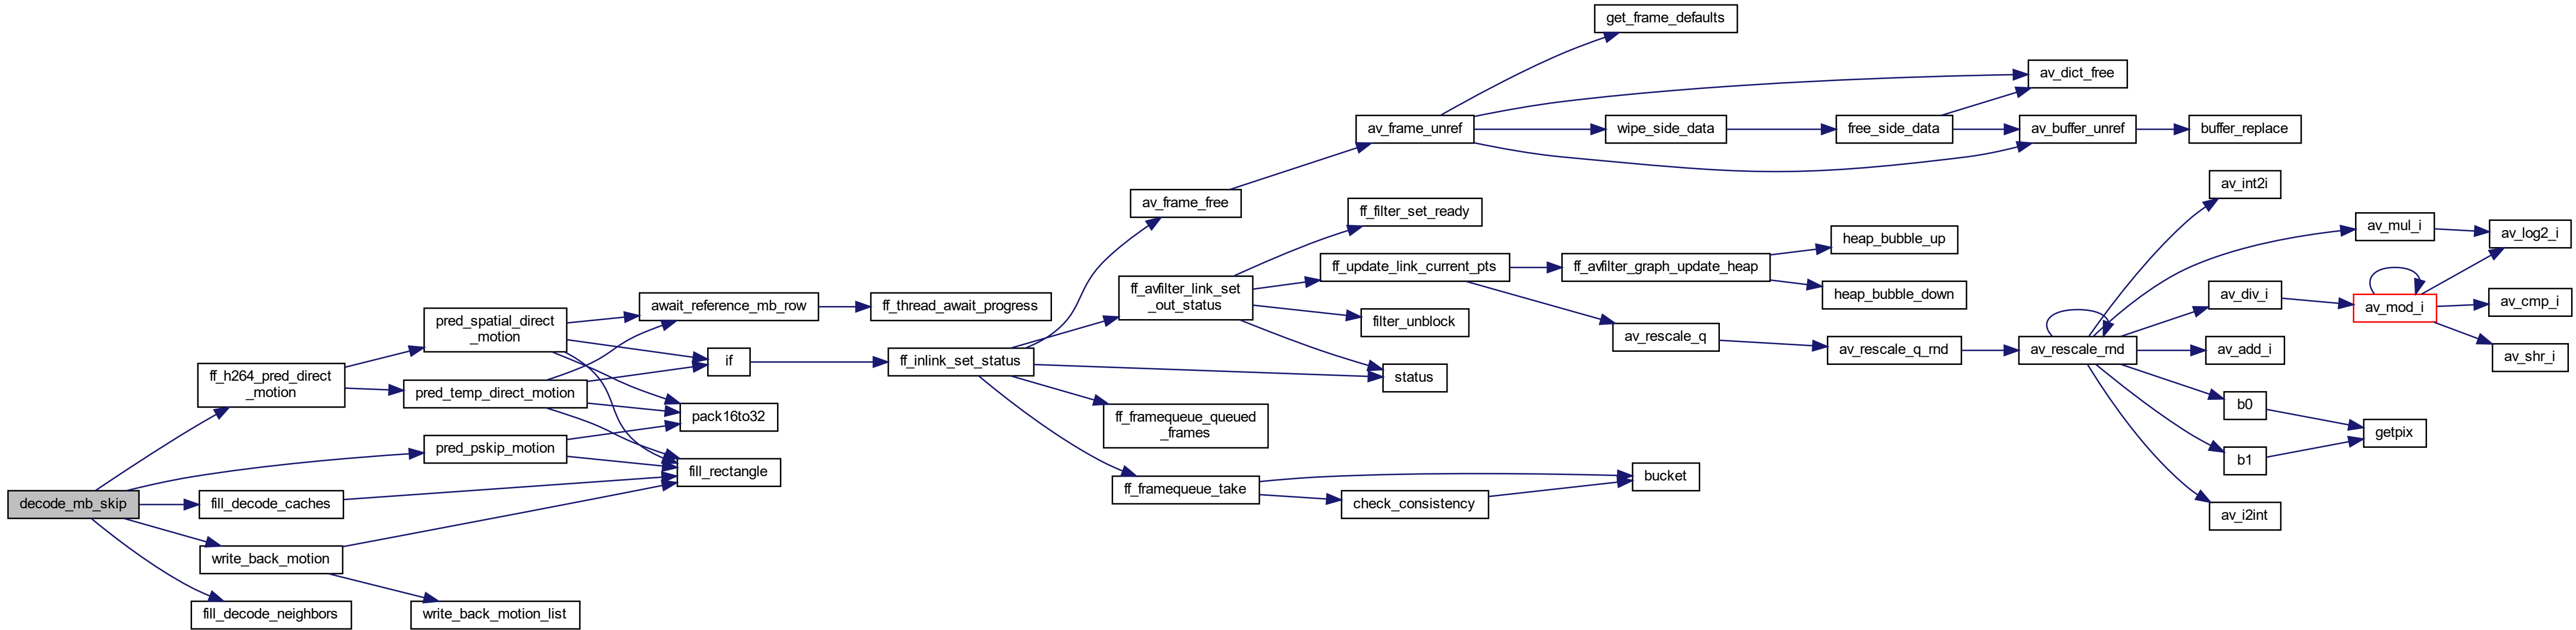 decode_mb_skip
ff_h264_pred_direct
_motion
pred_spatial_direct
_motion
await_reference_mb_row
ff_thread_await_progress
if
ff_inlink_set_status
av_frame_free
av_frame_unref
get_frame_defaults
av_dict_free
wipe_side_data
free_side_data
av_buffer_unref
buffer_replace
ff_avfilter_link_set
_out_status
ff_filter_set_ready
ff_update_link_current_pts
ff_avfilter_graph_update_heap
heap_bubble_up
heap_bubble_down
av_rescale_q
av_rescale_q_rnd
av_rescale_rnd
av_int2i
av_mul_i
av_log2_i
av_div_i
av_mod_i
av_cmp_i
av_shr_i
av_add_i
b0
b1
getpix
av_i2int
filter_unblock
status
ff_framequeue_queued
_frames
ff_framequeue_take
bucket
check_consistency
pack16to32
fill_rectangle
pred_temp_direct_motion
pred_pskip_motion
fill_decode_caches
write_back_motion
write_back_motion_list
fill_decode_neighbors